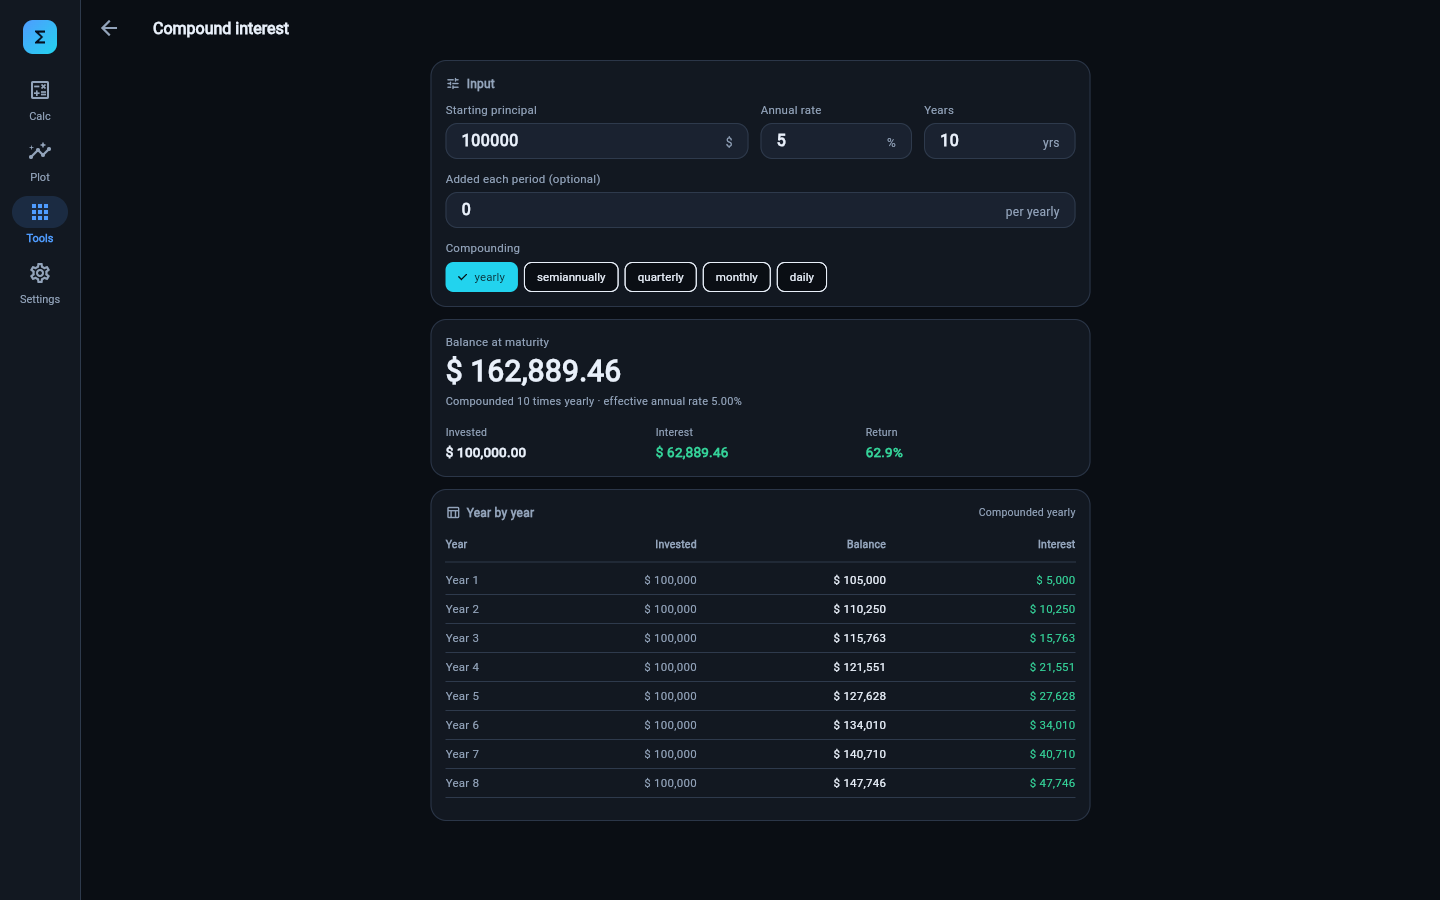 Σ
Compound interest
Calc
Plot
Tools
Settings
Input
Starting principal Annual rate Years
100000 $ 5 % 10 yrs
Added each period (optional)
0 per yearly
Compounding
yearly semiannually quarterly monthly daily
Balance at maturity
$ 162,889.46
Compounded 10 times yearly · effective annual rate 5.00%
Invested Interest Return
$ 100,000.00 $ 62,889.46 62.9%
Year by year Compounded yearly
Year Invested Balance Interest
Year 1 $ 100,000 $ 105,000 $ 5,000
Year 2 $ 100,000 $ 110,250 $ 10,250
Year 3 $ 100,000 $ 115,763 $ 15,763
Year 4 $ 100,000 $ 121,551 $ 21,551
Year 5 $ 100,000 $ 127,628 $ 27,628
Year 6 $ 100,000 $ 134,010 $ 34,010
Year 7 $ 100,000 $ 140,710 $ 40,710
Year 8 $ 100,000 $ 147,746 $ 47,746